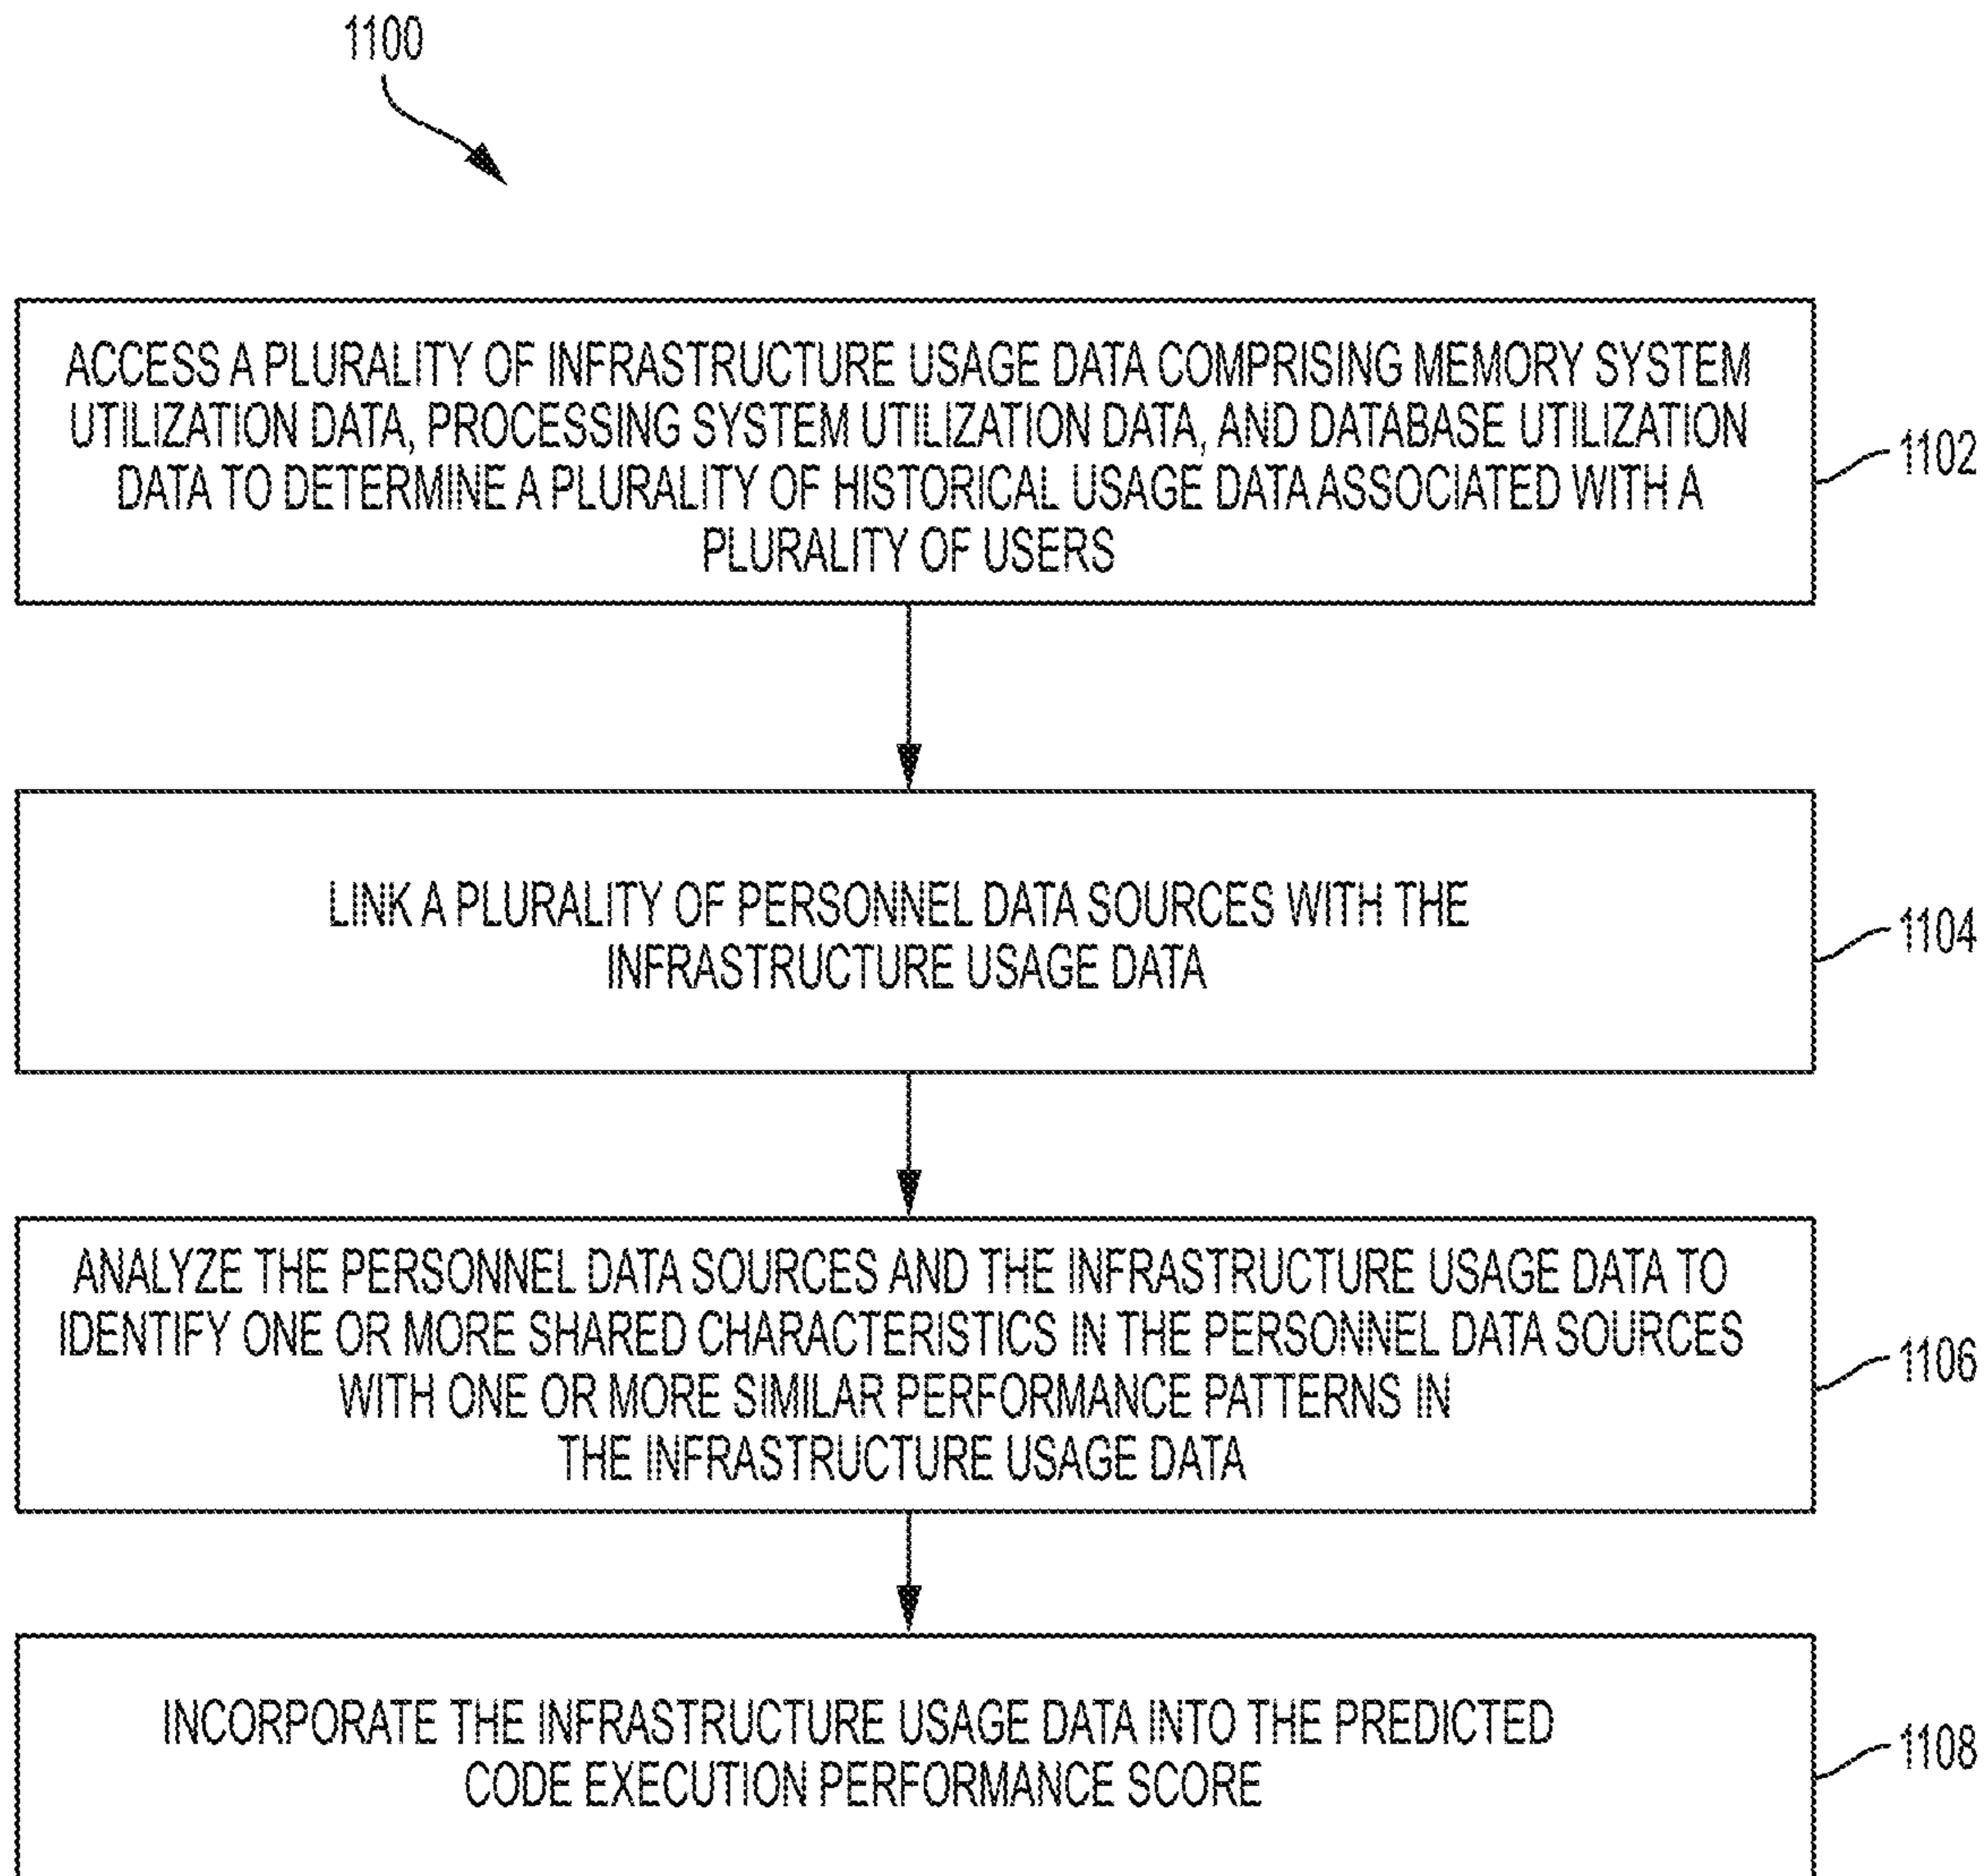 1100
ACCESS A PLURALITY OF INFRASTRUCTURE USAGE DATA COMPRISING MEMORY SYSTEM
UTILIZATION DATA, PROCESSING SYSTEM UTILIZATION DATA, AND DATABASE UTILIZATION
DATA TO DETERMINE A PLURALITY OF HISTORICAL USAGE DATA ASSOCIATED WITH A
PLURALITY OF USERS
1102
LINK A PLURALITY OF PERSONNEL DATA SOURCES WITH THE
INFRASTRUCTURE USAGE DATA
1104
ANALYZE THE PERSONNEL DATA SOURCES AND THE INFRASTRUCTURE USAGE DATA TO
IDENTIFY ONE OR MORE SHARED CHARACTERISTICS IN THE PERSONNEL DATA SOURCES
WITH ONE OR MORE SIMILAR PERFORMANCE PATTERNS IN
THE INFRASTRUCTURE USAGE DATA
1106
INCORPORATE THE INFRASTRUCTURE USAGE DATA INTO THE PREDICTED
CODE EXECUTION PERFORMANCE SCORE
1108